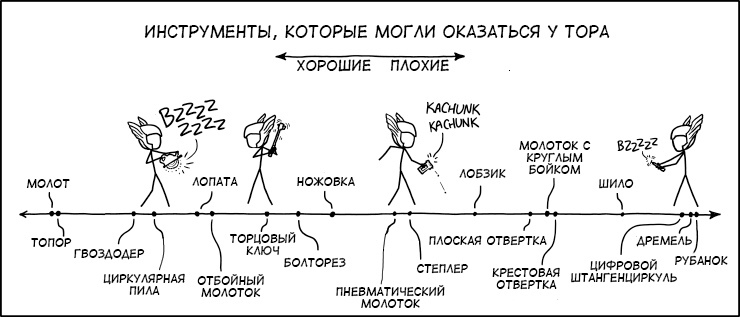 ИНСТРУМЕНТЫ, КОТОРЫЕ МОГЛИ ОКАЗАТЬСЯ У ТОРА
ХОРОШИЕ ПЛОХИЕ
BZZZZ
ZZZZ
KACHUNK
KACHUNK
BZZZZZ
МОЛОТ
ТОПОР
ГВОЗДОДЕР
ЦИРКУЛЯРНАЯ
ПИЛА
ЛОПАТА
ОТБОЙНЫЙ
МОЛОТОК
ТОРЦОВЫЙ
КЛЮЧ
БОЛТОРЕЗ
НОЖОВКА
ПНЕВМАТИЧЕСКИЙ
МОЛОТОК
СТЕПЛЕР
ЛОБЗИК
ПЛОСКАЯ ОТВЕРТКА
МОЛОТОК С
КРУГЛЫМ
БОЙКОМ
КРЕСТОВАЯ
ОТВЕРТКА
ШИЛО
ЦИФРОВОЙ
ШТАНГЕНЦИРКУЛЬ
ДРЕМЕЛЬ
РУБАНОК